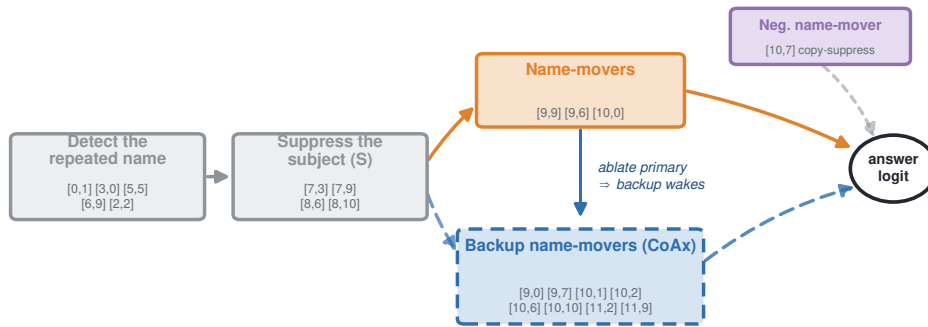 Neg. name-mover
[10,7] copy-suppress
Name-movers
[9,9] [9,6] [10,0]
Detect the
repeated name
[0,1] [3,0] [5,5]
[6,9] [2,2]
Suppress the
subject (S)
[7,3] [7,9]
[8,6] [8,10]
ablate primary
⇒ backup wakes
answer
logit
Backup name-movers (CoAx)
[9,0] [9,7] [10,1] [10,2]
[10,6] [10,10] [11,2] [11,9]